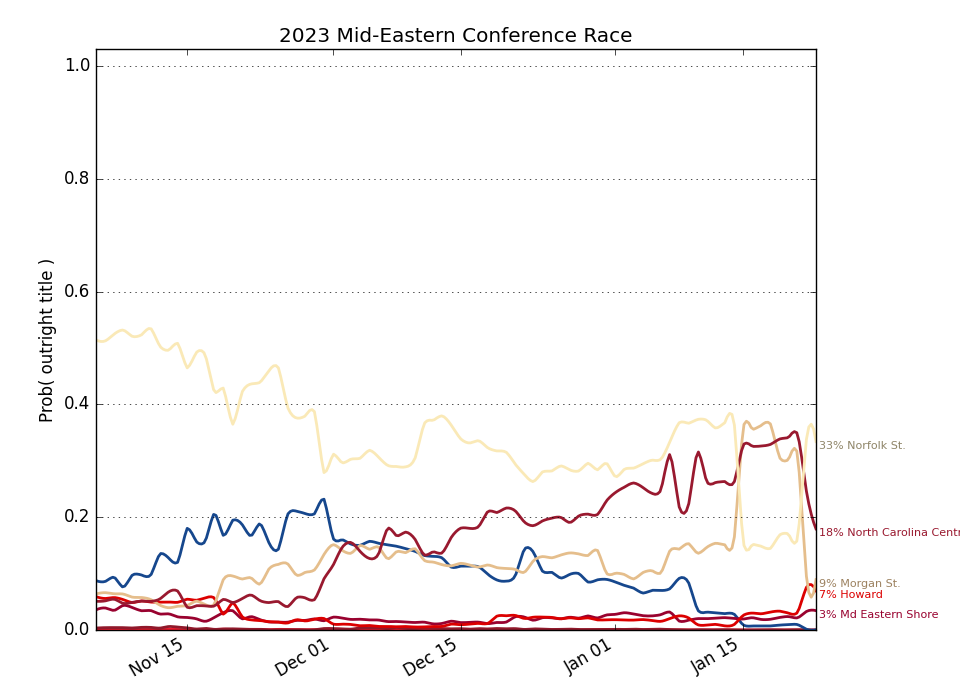 2023 Mid-Eastern Conference Race
1.0
0.8
0.6
0.4
0.2
0.0
Prob( outright title )
33% Norfolk St.
18% North Carolina Centr
9% Morgan St.
7% Howard
3% Md Eastern Shore
Nov 15
Dec 01
Dec 15
Jan 01
Jan 15